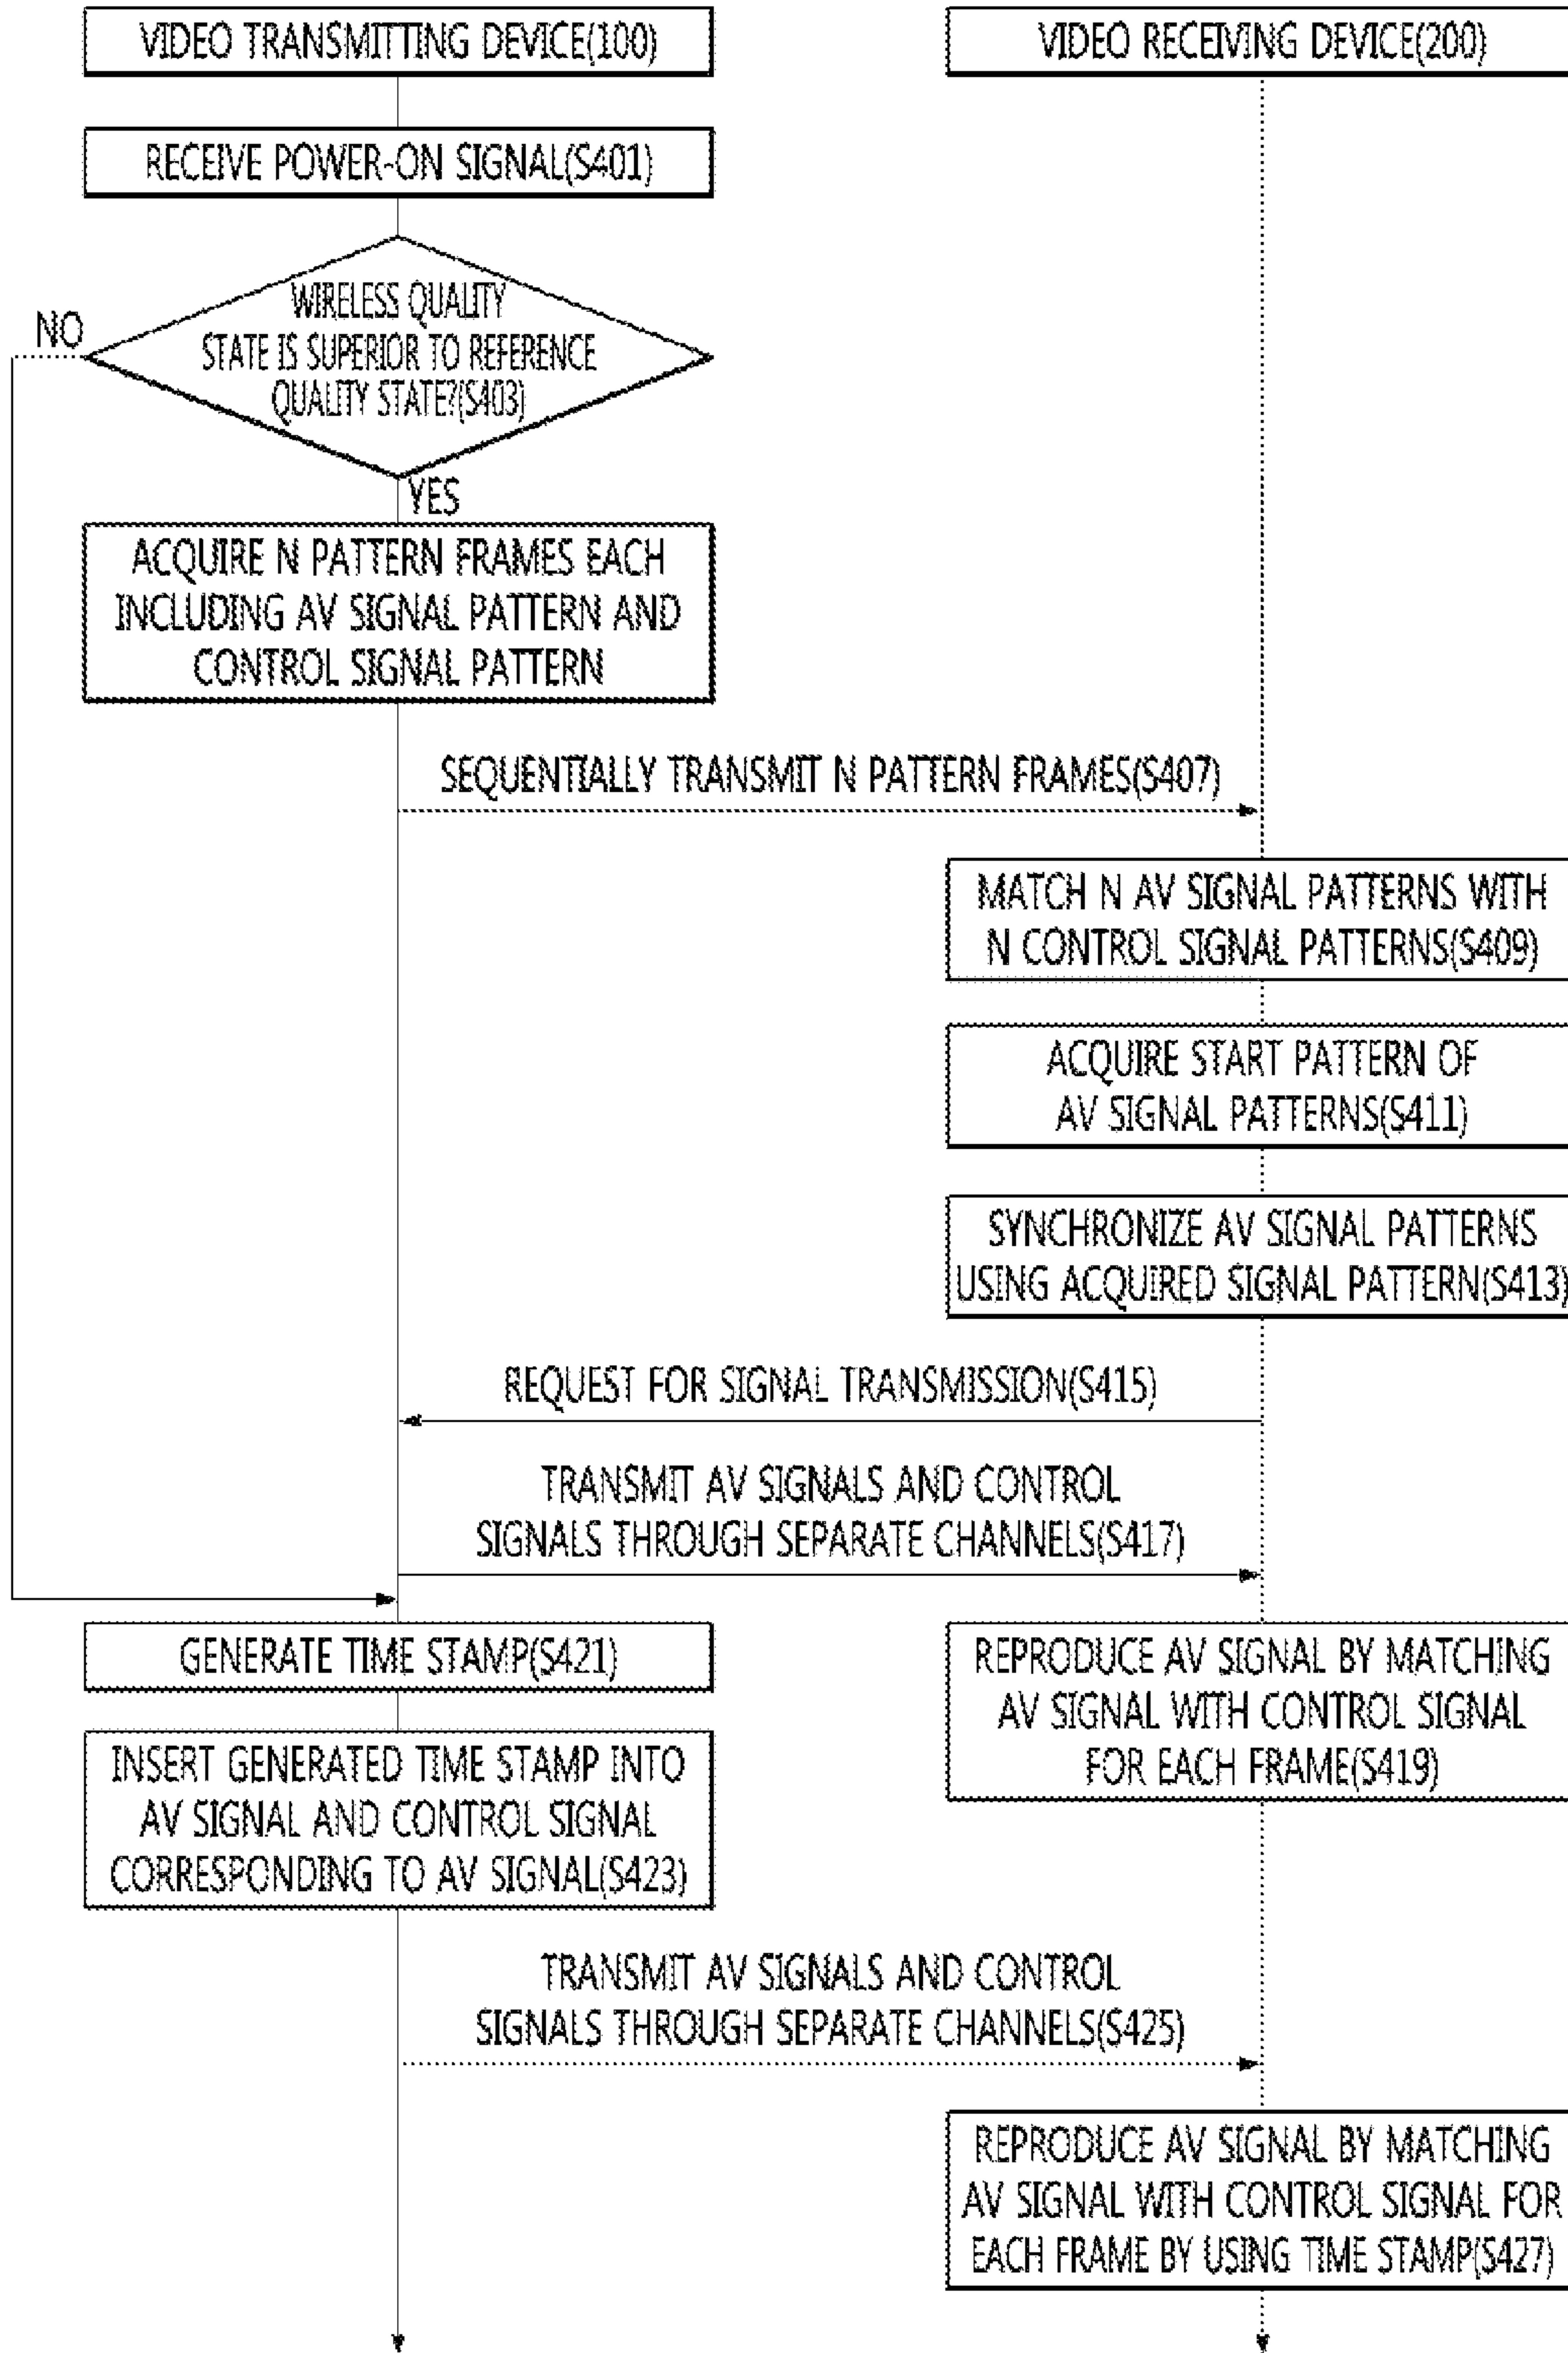 VIDEO TRANSMITTING DEVICE(100)
VIDEO RECEIVING DEVICE(200)
RECEIVE POWER-ON SIGNAL(S401)
WIRELESS QUALITY
STATE IS SUPERIOR TO REFERENCE
QUALITY STATE?(S403)
NO
YES
ACQUIRE N PATTERN FRAMES EACH
INCLUDING AV SIGNAL PATTERN AND
CONTROL SIGNAL PATTERN
SEQUENTIALLY TRANSMIT N PATTERN FRAMES(S407)
MATCH N AV SIGNAL PATTERNS WITH
N CONTROL SIGNAL PATTERNS(S409)
ACQUIRE START PATTERN OF
AV SIGNAL PATTERNS(S411)
SYNCHRONIZE AV SIGNAL PATTERNS
USING ACQUIRED SIGNAL PATTERN(S413)
REQUEST FOR SIGNAL TRANSMISSION(S415)
TRANSMIT AV SIGNALS AND CONTROL
SIGNALS THROUGH SEPARATE CHANNELS(S417)
GENERATE TIME STAMP(S421)
REPRODUCE AV SIGNAL BY MATCHING
AV SIGNAL WITH CONTROL SIGNAL
FOR EACH FRAME(S419)
INSERT GENERATED TIME STAMP INTO
AV SIGNAL AND CONTROL SIGNAL
CORRESPONDING TO AV SIGNAL(S423)
TRANSMIT AV SIGNALS AND CONTROL
SIGNALS THROUGH SEPARATE CHANNELS(S425)
REPRODUCE AV SIGNAL BY MATCHING
AV SIGNAL WITH CONTROL SIGNAL FOR
EACH FRAME BY USING TIME STAMP(S427)